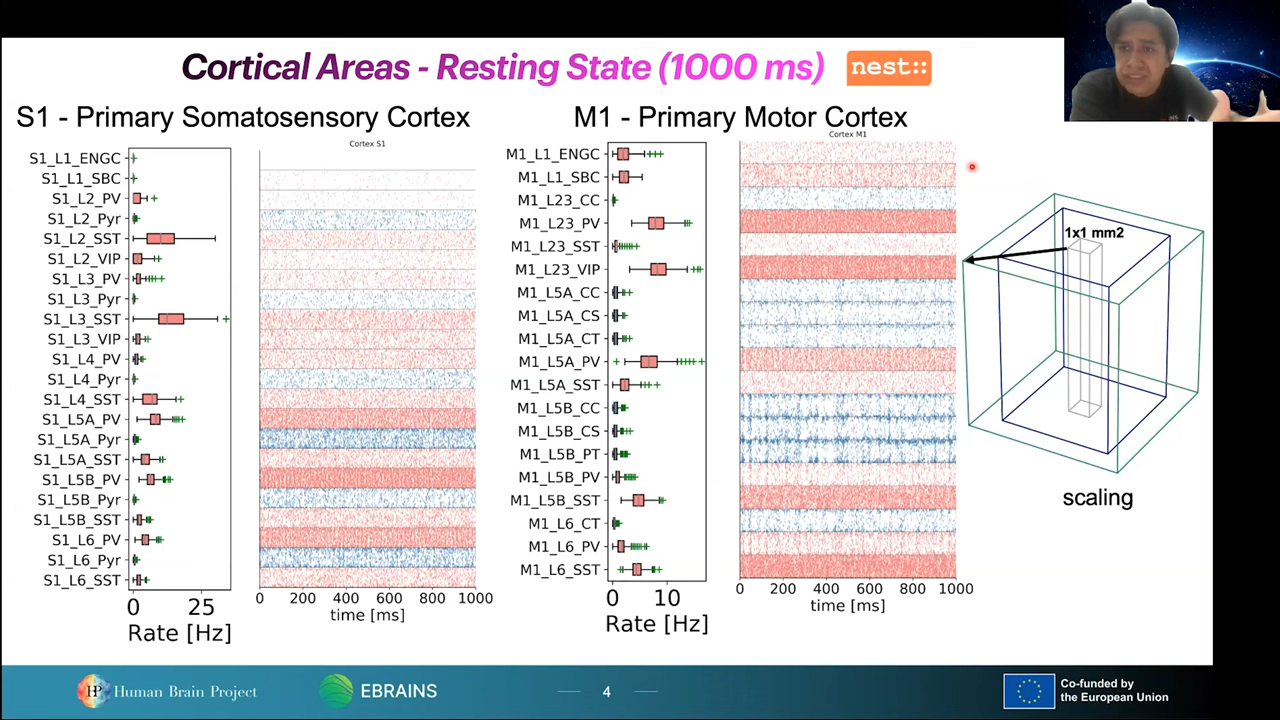 Cortical Areas - Resting State (1000 ms)
nest::
S1 - Primary Somatosensory Cortex
Cortex S1
S1_L1_ENGC
S1_L1_SBC
S1_L2_PV
S1_L2_Pyr
S1_L2_SST
S1_L2_VIP
S1_L3_PV
S1_L3_Pyr
S1_L3_SST
S1_L3_VIP
S1_L4_PV
S1_L4_Pyr
S1_L4_SST
S1_L5A_PV
S1_L5A_Pyr
S1_L5A_SST
S1_L5B_PV
S1_L5B_Pyr
S1_L5B_SST
S1_L6_PV
S1_L6_Pyr
S1_L6_SST
0 25
Rate [Hz]
0 200 400 600 800 1000
time [ms]
M1 - Primary Motor Cortex
Cortex M1
M1_L1_ENGC
M1_L1_SBC
M1_L23_CC
M1_L23_PV
M1_L23_SST
M1_L23_VIP
M1_L5A_CC
M1_L5A_CS
M1_L5A_CT
M1_L5A_PV
M1_L5A_SST
M1_L5B_CC
M1_L5B_CS
M1_L5B_PT
M1_L5B_PV
M1_L5B_SST
M1_L6_CT
M1_L6_PV
M1_L6_SST
0 10
Rate [Hz]
0 200 400 600 800 1000
time [ms]
1x1 mm2
scaling
HP Human Brain Project
EBRAINS
4
Co-funded by
the European Union